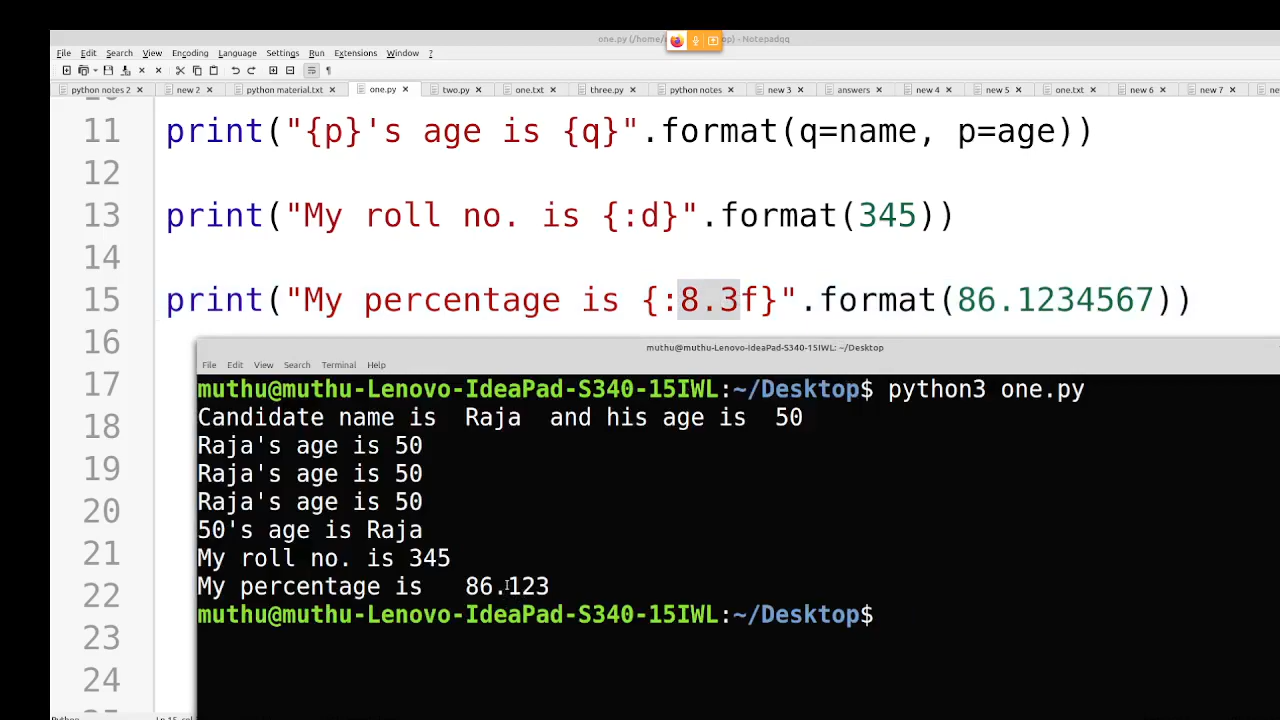 one.py (/home/ op) - Notepadqq
File Edit Search View Encoding Language Settings Run Extensions Window ?
python notes 2 new 2 python material.txt one.py two.py one.txt three.py python notes new 3 answers new 4 new 5 one.txt new 6 new 7
11 print("{p}'s age is {q}".format(q=name, p=age))
12
13 print("My roll no. is {:d}".format(345))
14
15 print("My percentage is {:8.3f}".format(86.1234567))
16
17
18
19
20
21
22
23
24
muthu@muthu-Lenovo-IdeaPad-S340-15IWL: ~/Desktop
File Edit View Search Terminal Help
muthu@muthu-Lenovo-IdeaPad-S340-15IWL:~/Desktop$ python3 one.py
Candidate name is  Raja  and his age is  50
Raja's age is 50
Raja's age is 50
Raja's age is 50
50's age is Raja
My roll no. is 345
My percentage is   86.123
muthu@muthu-Lenovo-IdeaPad-S340-15IWL:~/Desktop$